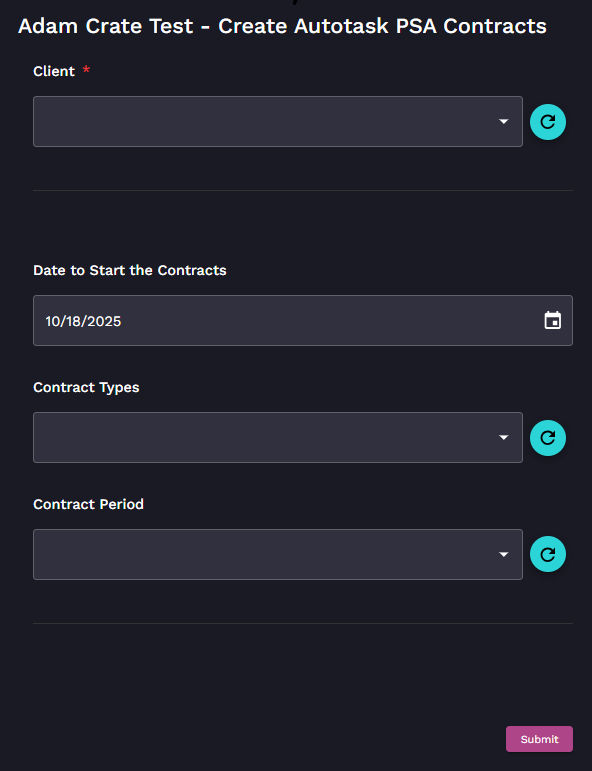 Adam Crate Test - Create Autotask PSA Contracts
Client *
Date to Start the Contracts
10/18/2025
Contract Types
Contract Period
Submit